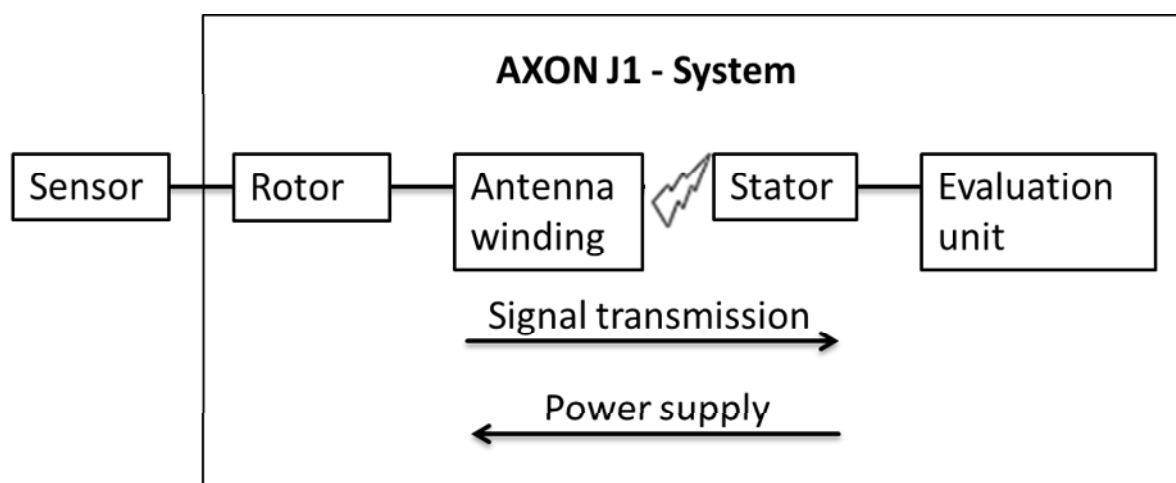 AXON J1 - System
Sensor
Rotor
Antenna
winding
Stator
Evaluation
unit
Signal transmission
Power supply